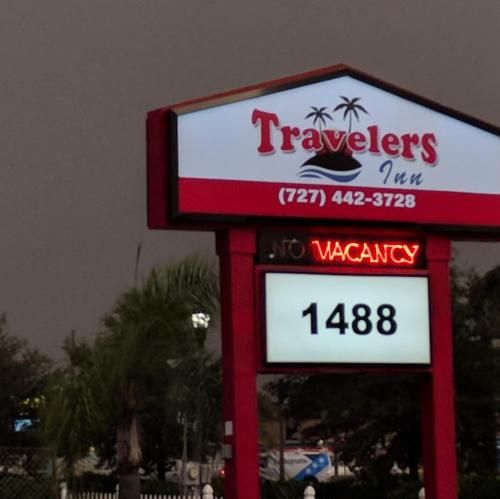 Travelers
Inn
(727) 442-3728
NO VACANCY
1488